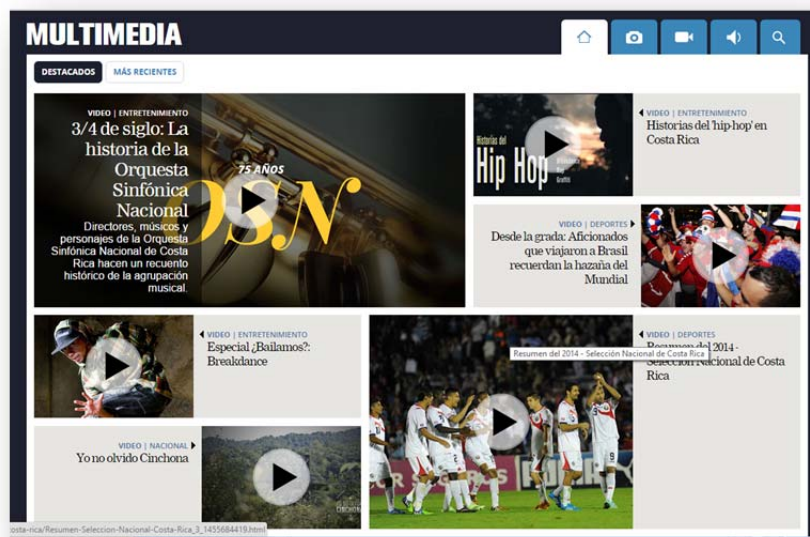 MULTIMEDIA
DESTACADOS
MÁS RECIENTES
VIDEO | ENTRETENIMIENTO
3/4 de siglo: La
historia de la
Orquesta
Sinfónica
Nacional
Directores, músicos y
personajes de la Orquesta
Sinfónica Nacional de Costa
Rica hacen un recuento
histórico de la agrupación
musical.
75 AÑOS
OSN
Historias del
Hip Hop
VIDEO | ENTRETENIMIENTO
Historias del 'hip-hop' en
Costa Rica
VIDEO | DEPORTES
Desde la grada: Aficionados
que viajaron a Brasil
recuerdan la hazaña del
Mundial
VIDEO | ENTRETENIMIENTO
Especial ¿Bailamos?:
Breakdance
VIDEO | DEPORTES
Resumen del 2014 -
Selección Nacional de Costa
Rica
Resumen del 2014 - Selección Nacional de Costa Rica
VIDEO | NACIONAL
Yo no olvido Cinchona
CINCHONA
SEGUROS
osta-rica/Resumen-Seleccion-Nacional-Costa-Rica_3_1455684419.html